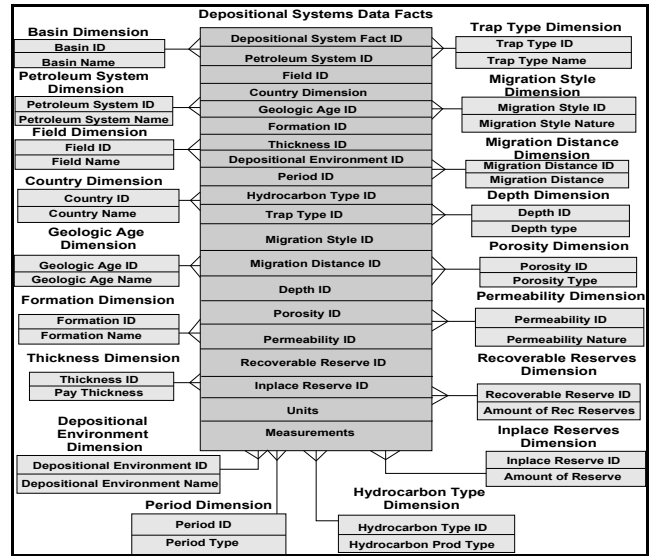 Depositional Systems Data Facts
Depositional System Fact ID
Petroleum System ID
Field ID
Country Dimension
Geologic Age ID
Formation ID
Thickness ID
Depositional Environment ID
Period ID
Hydrocarbon Type ID
Trap Type ID
Migration Style ID
Migration Distance ID
Depth ID
Porosity ID
Permeability ID
Recoverable Reserve ID
Inplace Reserve ID
Units
Measurements
Basin Dimension
Basin ID
Basin Name
Petroleum System
Dimension
Petroleum System ID
Petroleum System Name
Field Dimension
Field ID
Field Name
Country Dimension
Country ID
Country Name
Geologic Age
Dimension
Geologic Age ID
Geologic Age Name
Formation Dimension
Formation ID
Formation Name
Thickness Dimension
Thickness ID
Pay Thickness
Depositional
Environment
Dimension
Depositional Environment ID
Depositional Environment Name
Period Dimension
Period ID
Period Type
Trap Type Dimension
Trap Type ID
Trap Type Name
Migration Style
Dimension
Migration Style ID
Migration Style Nature
Migration Distance
Dimension
Migration Distance ID
Migration Distance
Depth Dimension
Depth ID
Depth type
Porosity Dimension
Porosity ID
Porosity Type
Permeability Dimension
Permeability ID
Permeability Nature
Recoverable Reserves
Dimension
Recoverable Reserve ID
Amount of Rec Reserves
Inplace Reserves
Dimension
Inplace Reserve ID
Amount of Reserve
Hydrocarbon Type
Dimension
Hydrocarbon Type ID
Hydrocarbon Prod Type